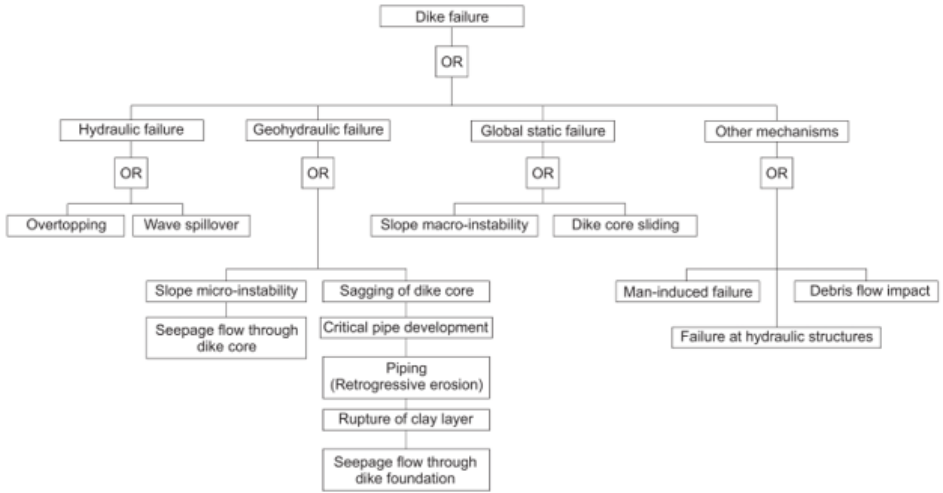 Dike failure
OR
Hydraulic failure
Geohydraulic failure
Global static failure
Other mechanisms
OR
OR
OR
OR
Overtopping
Wave spillover
Slope macro-instability
Dike core sliding
Slope micro-instability
Sagging of dike core
Man-induced failure
Debris flow impact
Seepage flow through
dike core
Critical pipe development
Failure at hydraulic structures
Piping
(Retrogressive erosion)
Rupture of clay layer
Seepage flow through
dike foundation